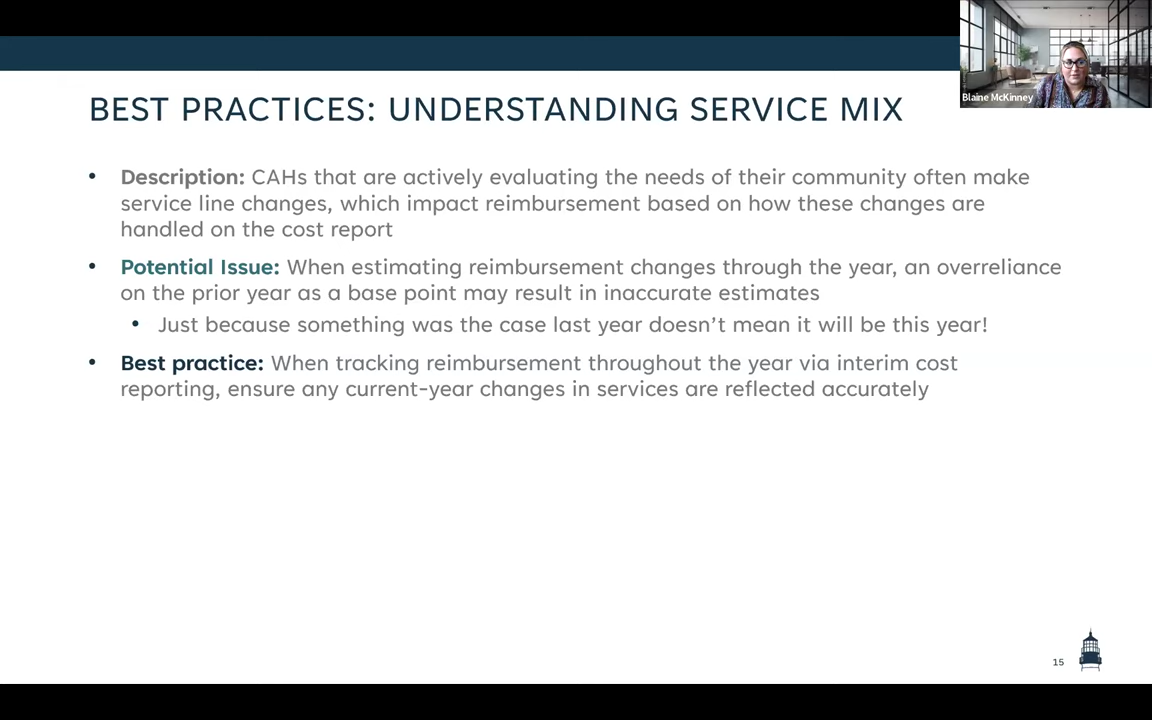 Blaine McKinney
BEST PRACTICES: UNDERSTANDING SERVICE MIX
• Description: CAHs that are actively evaluating the needs of their community often make
service line changes, which impact reimbursement based on how these changes are
handled on the cost report
• Potential Issue: When estimating reimbursement changes through the year, an overreliance
on the prior year as a base point may result in inaccurate estimates
• Just because something was the case last year doesn’t mean it will be this year!
• Best practice: When tracking reimbursement throughout the year via interim cost
reporting, ensure any current-year changes in services are reflected accurately
15